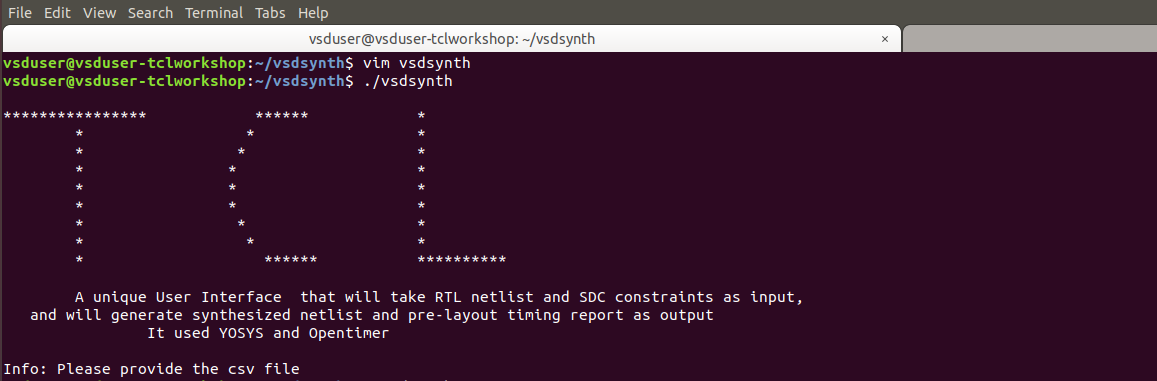 File Edit View Search Terminal Tabs Help
vsduser@vsduser-tclworkshop: ~/vsdsynth ×
vsduser@vsduser-tclworkshop:~/vsdsynth$ vim vsdsynth
vsduser@vsduser-tclworkshop:~/vsdsynth$ ./vsdsynth
**************** ****** *
* * *
* * *
* * *
* * *
* * *
* * *
* * *
* ****** **********
A unique User Interface that will take RTL netlist and SDC constraints as input,
and will generate synthesized netlist and pre-layout timing report as output
It used YOSYS and Opentimer
Info: Please provide the csv file